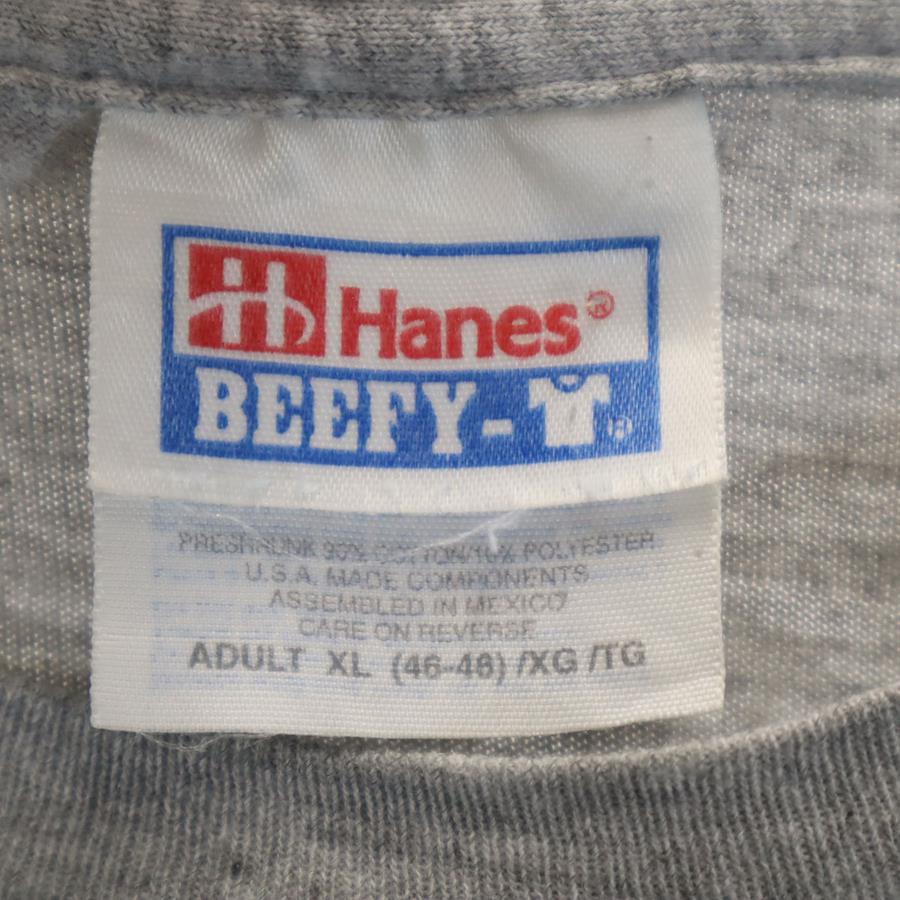 Hanes®
BEEFY-®
PRESHRUNK 90% COTTON/10% POLYESTER
U.S.A. MADE COMPONENTS
ASSEMBLED IN MEXICO
CARE ON REVERSE
ADULT XL (46-48) /XG /TG